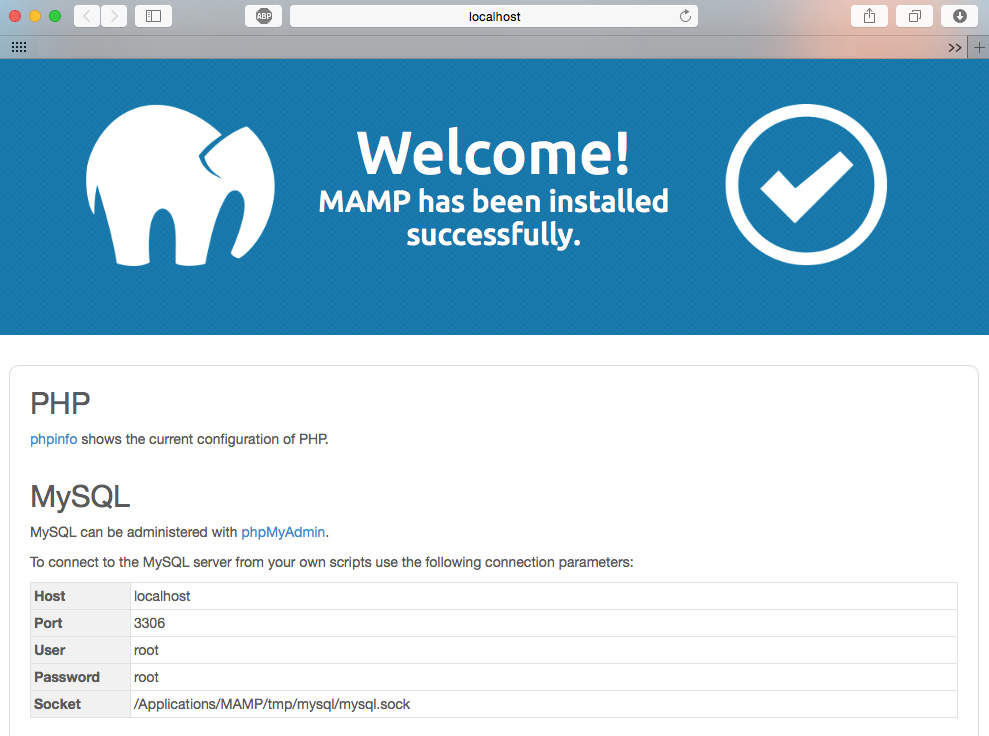 ABP
localhost
>>
Welcome!
MAMP has been installed
successfully.
PHP
phpinfo shows the current configuration of PHP.
MySQL
MySQL can be administered with phpMyAdmin.
To connect to the MySQL server from your own scripts use the following connection parameters:
Host localhost
Port 3306
User root
Password root
Socket /Applications/MAMP/tmp/mysql/mysql.sock